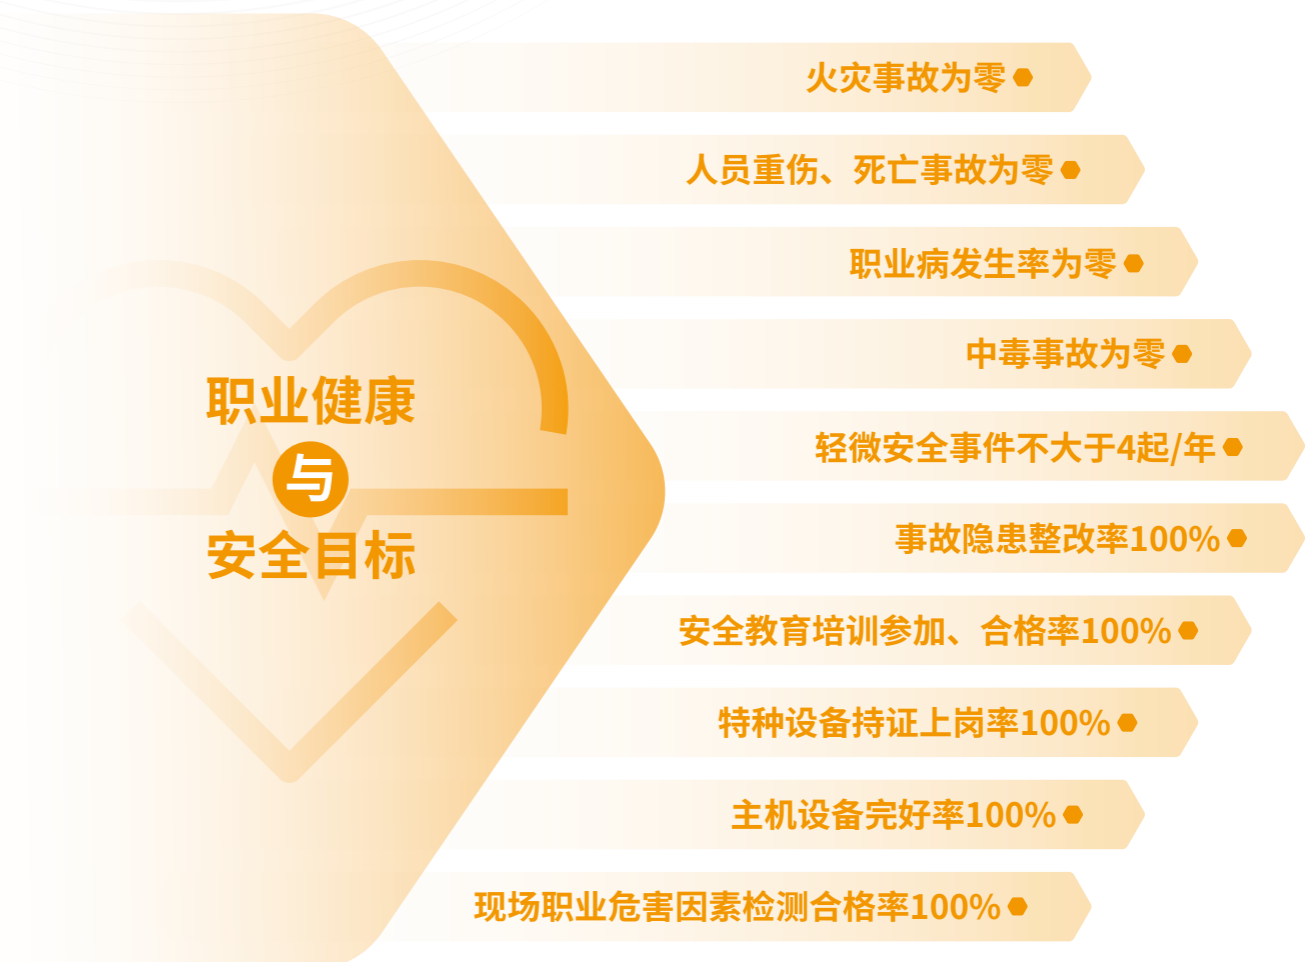 职业健康
与
安全目标
火灾事故为零
人员重伤、死亡事故为零
职业病发生率为零
中毒事故为零
轻微安全事件不大于4起/年
事故隐患整改率100%
安全教育培训参加、合格率100%
特种设备持证上岗率100%
主机设备完好率100%
现场职业危害因素检测合格率100%